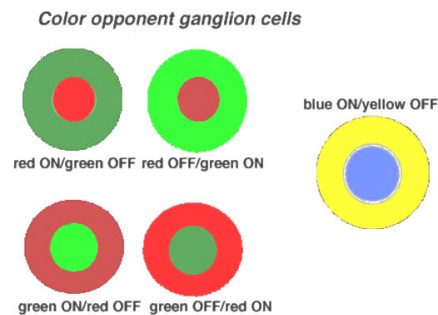 Color opponent ganglion cells
blue ON/yellow OFF
red ON/green OFF
red OFF/green ON
green ON/red OFF
green OFF/red ON